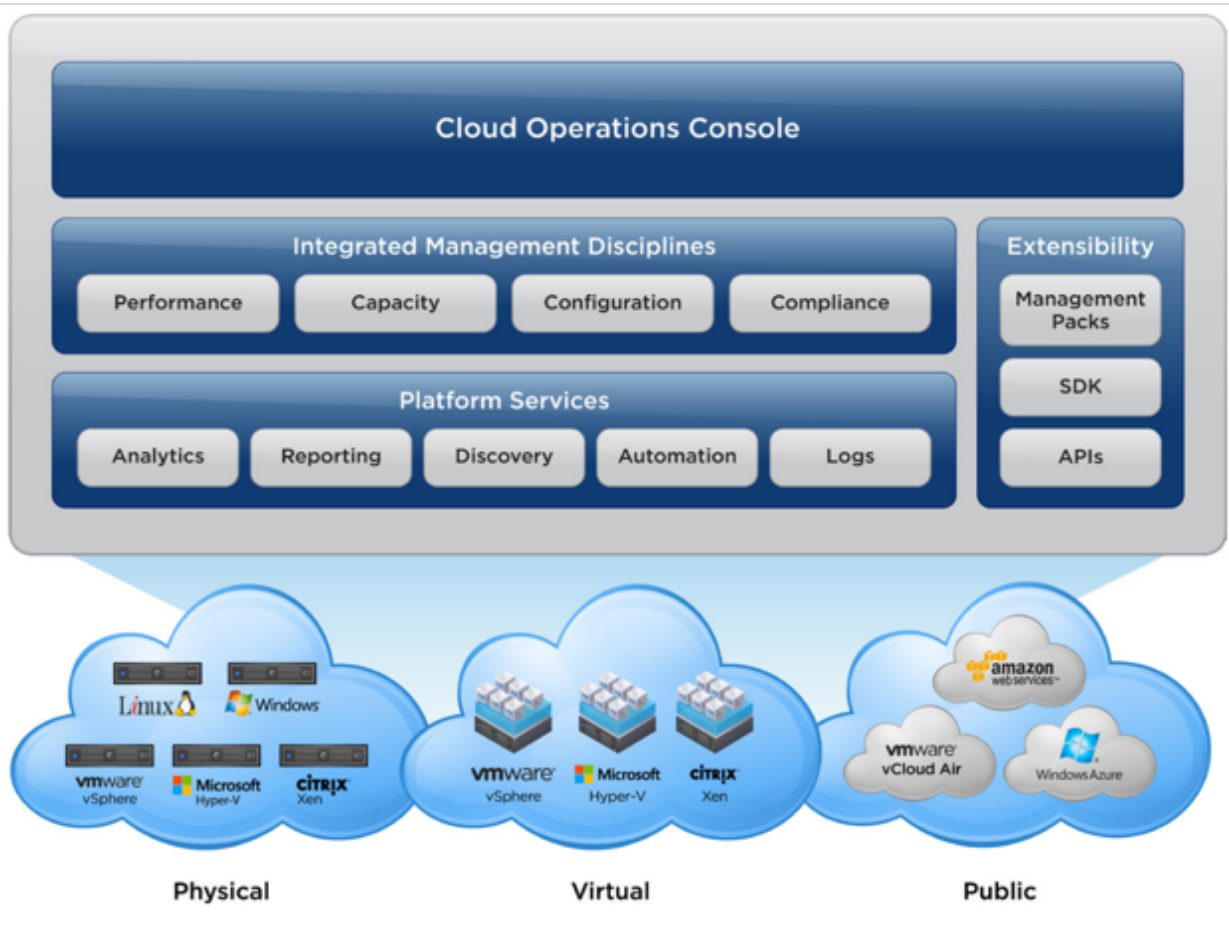 Cloud Operations Console
Integrated Management Disciplines
Performance
Capacity
Configuration
Compliance
Extensibility
Management
Packs
SDK
APIs
Platform Services
Analytics
Reporting
Discovery
Automation
Logs
Linux
Windows
vmware
vSphere
Microsoft
Hyper-V
CITRIX
Xen
vmware
vSphere
Microsoft
Hyper-V
CITRIX
Xen
amazon
webservices™
vmware
vCloud Air
Windows Azure
Physical
Virtual
Public